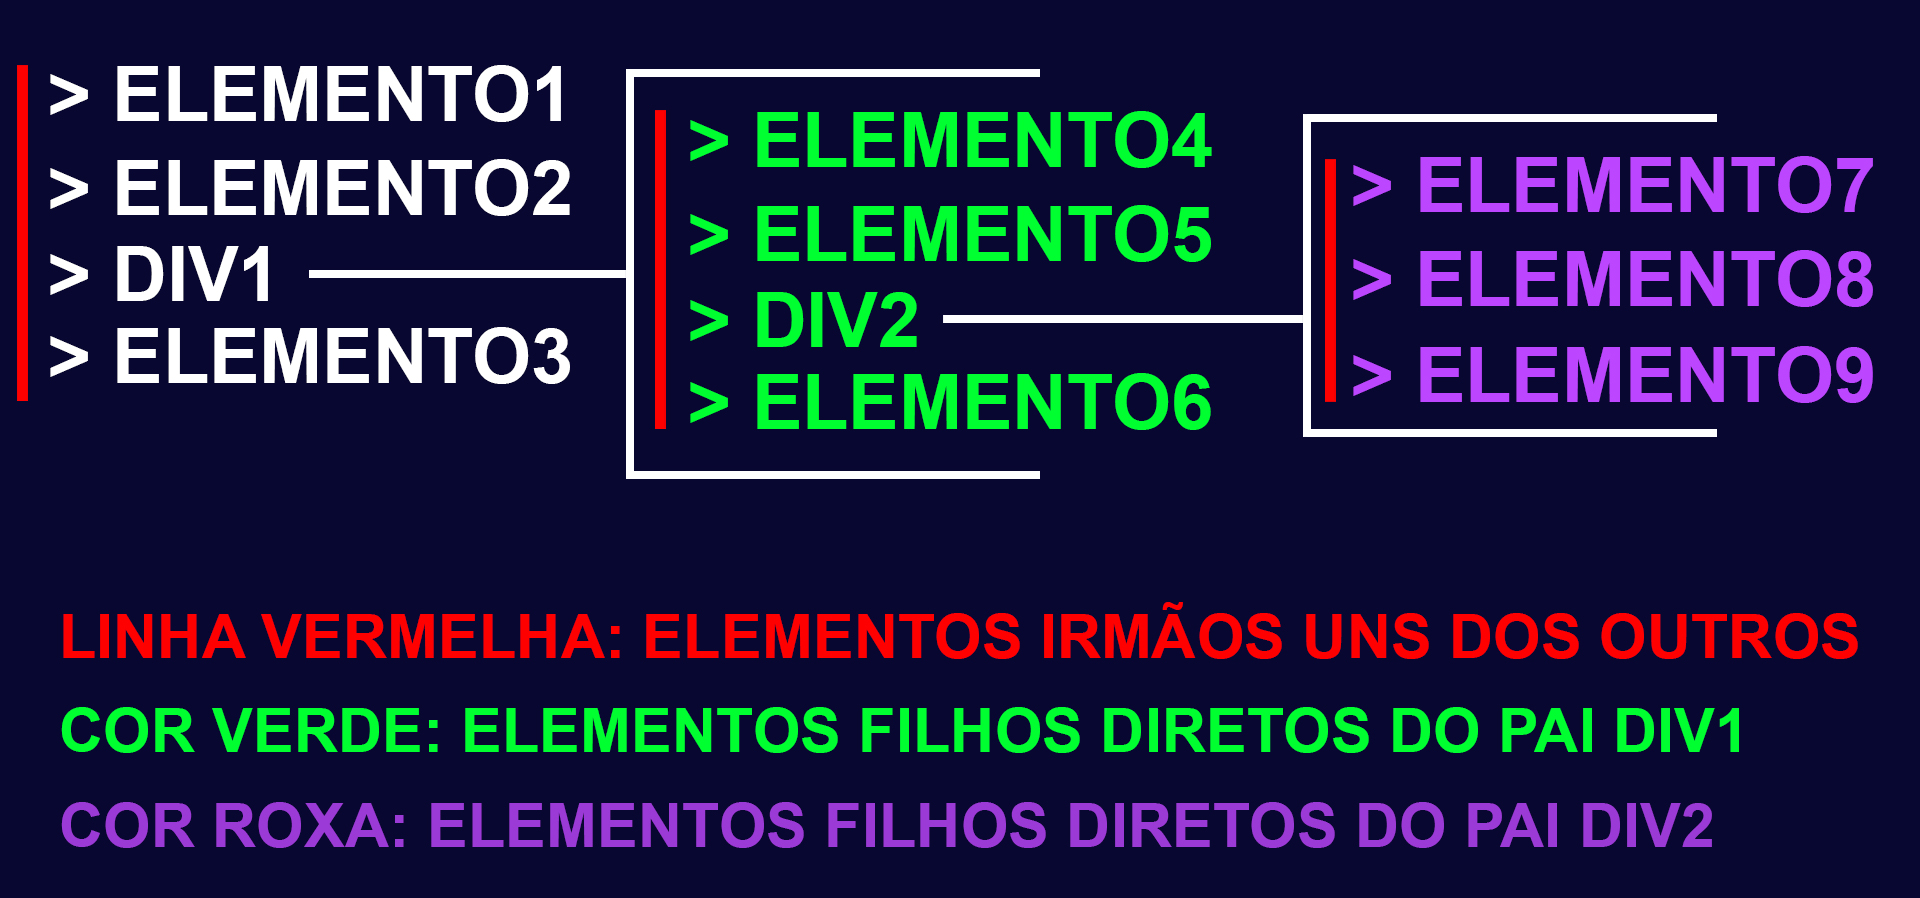 > ELEMENTO1
> ELEMENTO2
> DIV1
> ELEMENTO3
> ELEMENTO4
> ELEMENTO5
> DIV2
> ELEMENTO6
> ELEMENTO7
> ELEMENTO8
> ELEMENTO9
LINHA VERMELHA: ELEMENTOS IRMÃOS UNS DOS OUTROS
COR VERDE: ELEMENTOS FILHOS DIRETOS DO PAI DIV1
COR ROXA: ELEMENTOS FILHOS DIRETOS DO PAI DIV2